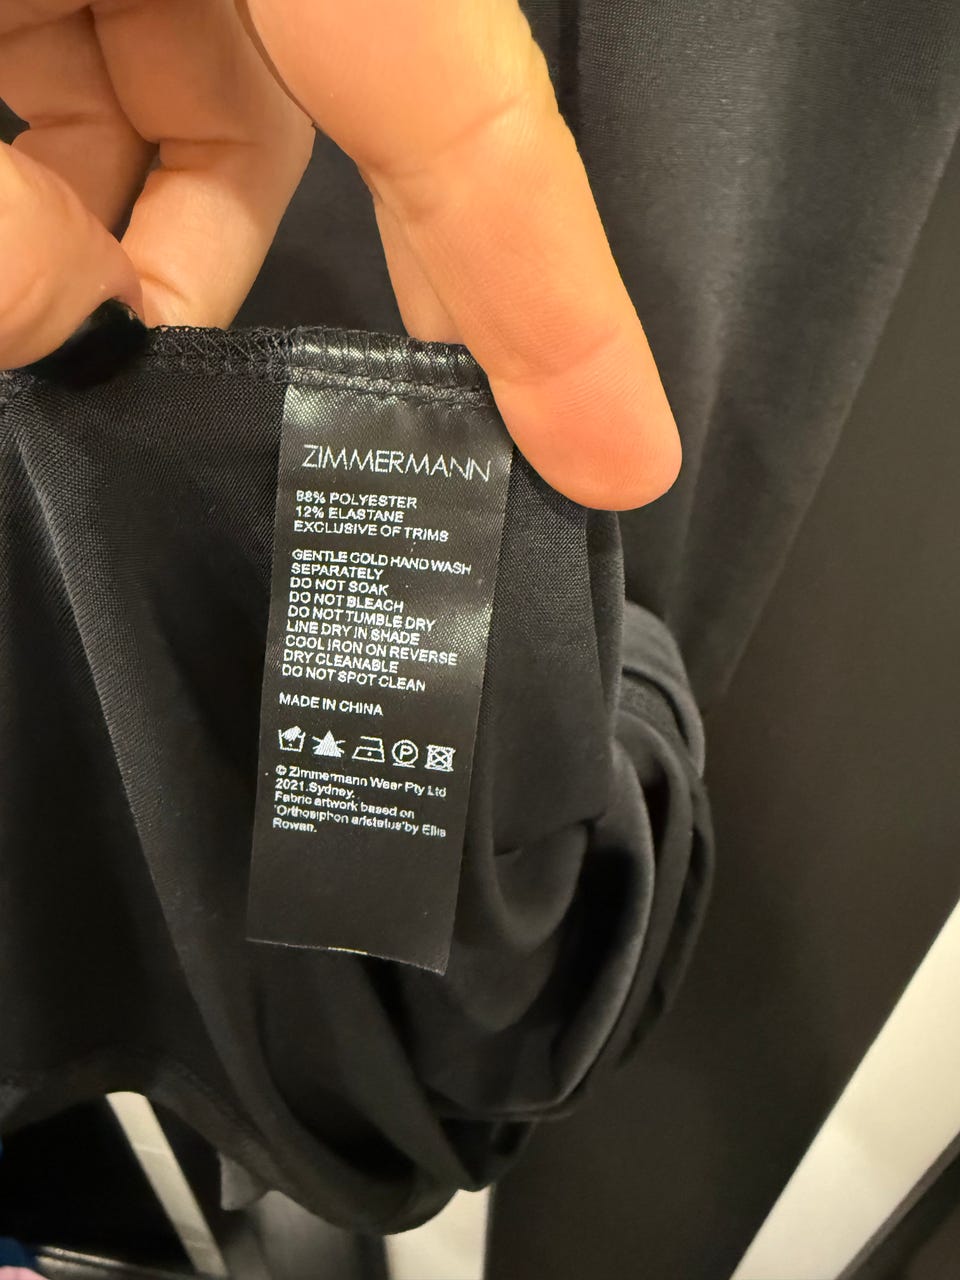 ZIMMERMANN
88% POLYESTER
12% ELASTANE
EXCLUSIVE OF TRIMS
GENTLE COLD HAND WASH
SEPARATELY
DO NOT SOAK
DO NOT BLEACH
DO NOT TUMBLE DRY
LINE DRY IN SHADE
COOL IRON ON REVERSE
DRY CLEANABLE
DO NOT SPOT CLEAN
MADE IN CHINA
P
© Zimmermann Wear Pty Ltd
2021.Sydney.
Fabric artwork based on
'Orthosiphon aristatus'by Ellis
Rowan.